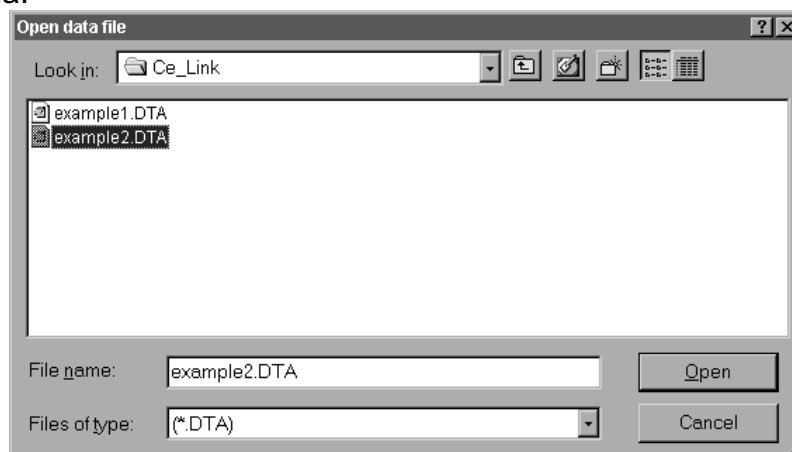 Open data file
Look in: Ce_Link
example1.DTA
example2.DTA
File name: example2.DTA Open
Files of type: (*.DTA) Cancel